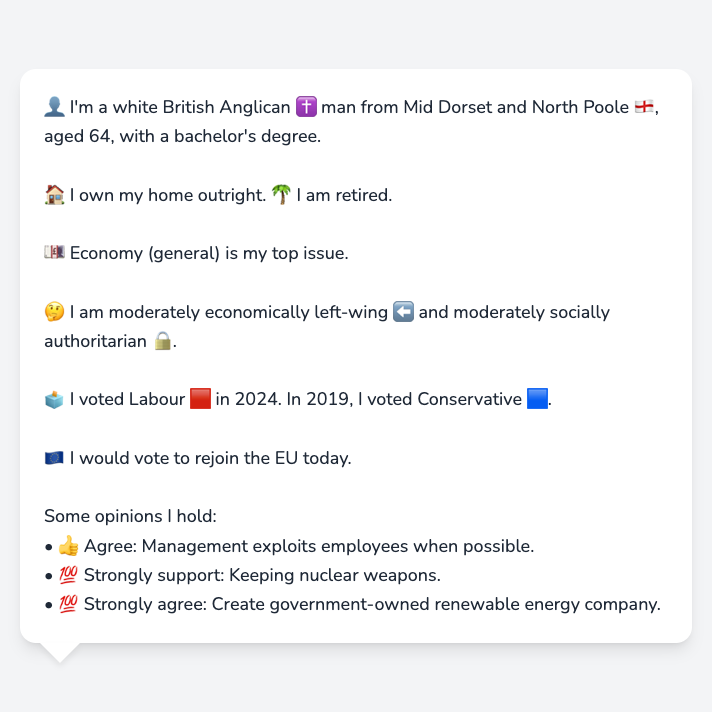 👤 I'm a white British Anglican ✝️ man from Mid Dorset and North Poole 🏴󠁧󠁢󠁥󠁮󠁧󠁿,
aged 64, with a bachelor's degree.
🏠 I own my home outright. 🌴 I am retired.
💷 Economy (general) is my top issue.
🤔 I am moderately economically left-wing ⬅️ and moderately socially
authoritarian 🔒.
🗳️ I voted Labour 🟥 in 2024. In 2019, I voted Conservative 🟦.
🇪🇺 I would vote to rejoin the EU today.
Some opinions I hold:
• 👍 Agree: Management exploits employees when possible.
• 💯 Strongly support: Keeping nuclear weapons.
• 💯 Strongly agree: Create government-owned renewable energy company.